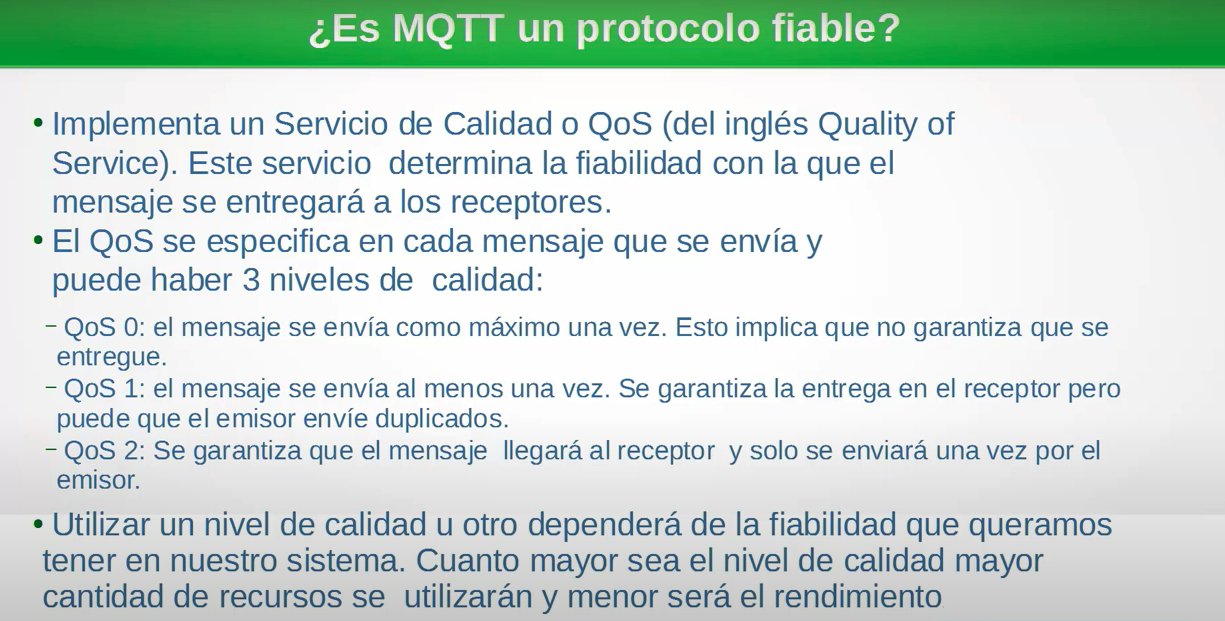 ¿Es MQTT un protocolo fiable?
• Implementa un Servicio de Calidad o QoS (del inglés Quality of
Service). Este servicio determina la fiabilidad con la que el
mensaje se entregará a los receptores.
• El QoS se especifica en cada mensaje que se envía y
puede haber 3 niveles de calidad:
– QoS 0: el mensaje se envía como máximo una vez. Esto implica que no garantiza que se
entregue.
– QoS 1: el mensaje se envía al menos una vez. Se garantiza la entrega en el receptor pero
puede que el emisor envíe duplicados.
– QoS 2: Se garantiza que el mensaje llegará al receptor y solo se enviará una vez por el
emisor.
• Utilizar un nivel de calidad u otro dependerá de la fiabilidad que queramos
tener en nuestro sistema. Cuanto mayor sea el nivel de calidad mayor
cantidad de recursos se utilizarán y menor será el rendimiento